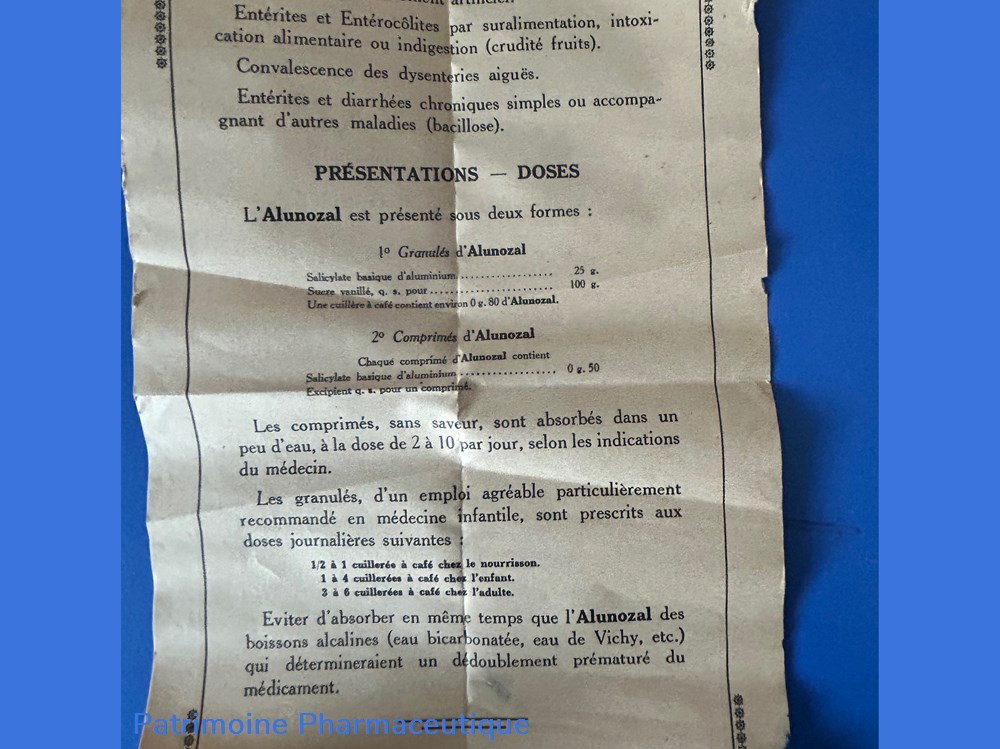 Entérites et Entérocôlites par suralimentation, intoxi-
cation alimentaire ou indigestion (crudité fruits).
Convalescence des dysenteries aiguës.
Entérites et diarrhées chroniques simples ou accompa-
gnant d'autres maladies (bacillose).
PRÉSENTATIONS — DOSES
L'Alunozal est présenté sous deux formes :
1º Granulés d'Alunozal
Salicylate basique d'aluminium.................. 25 g.
Sucre vanillé, q. s. pour........................ 100 g.
Une cuillère à café contient environ 0 g. 80 d'Alunozal.
2º Comprimés d'Alunozal
Chaque comprimé d'Alunozal contient
Salicylate basique d'aluminium.................. 0 g. 50
Excipient q. s. pour un comprimé.
Les comprimés, sans saveur, sont absorbés dans un
peu d'eau, à la dose de 2 à 10 par jour, selon les indications
du médecin.
Les granulés, d'un emploi agréable particulièrement
recommandé en médecine infantile, sont prescrits aux
doses journalières suivantes :
1/2 à 1 cuillerée à café chez le nourrisson.
1 à 4 cuillerées à café chez l'enfant.
3 à 6 cuillerées à café chez l'adulte.
Eviter d'absorber en même temps que l'Alunozal des
boissons alcalines (eau bicarbonatée, eau de Vichy, etc.)
qui détermineraient un dédoublement prématuré du
médicament.
Patrimoine Pharmaceutique